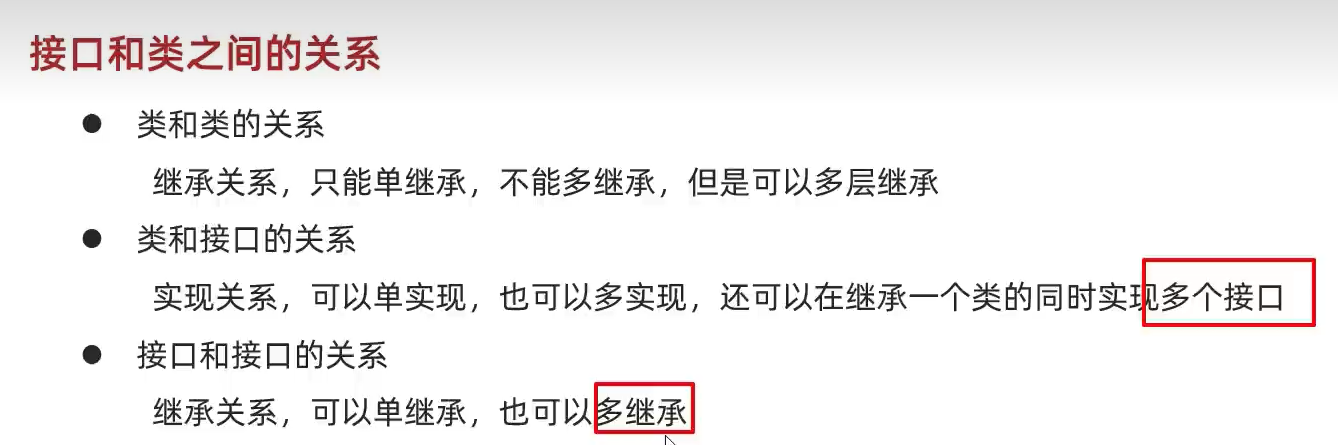 接口和类之间的关系
● 类和类的关系
继承关系，只能单继承，不能多继承，但是可以多层继承
● 类和接口的关系
实现关系，可以单实现，也可以多实现，还可以在继承一个类的同时实现多个接口
● 接口和接口的关系
继承关系，可以单继承，也可以多继承